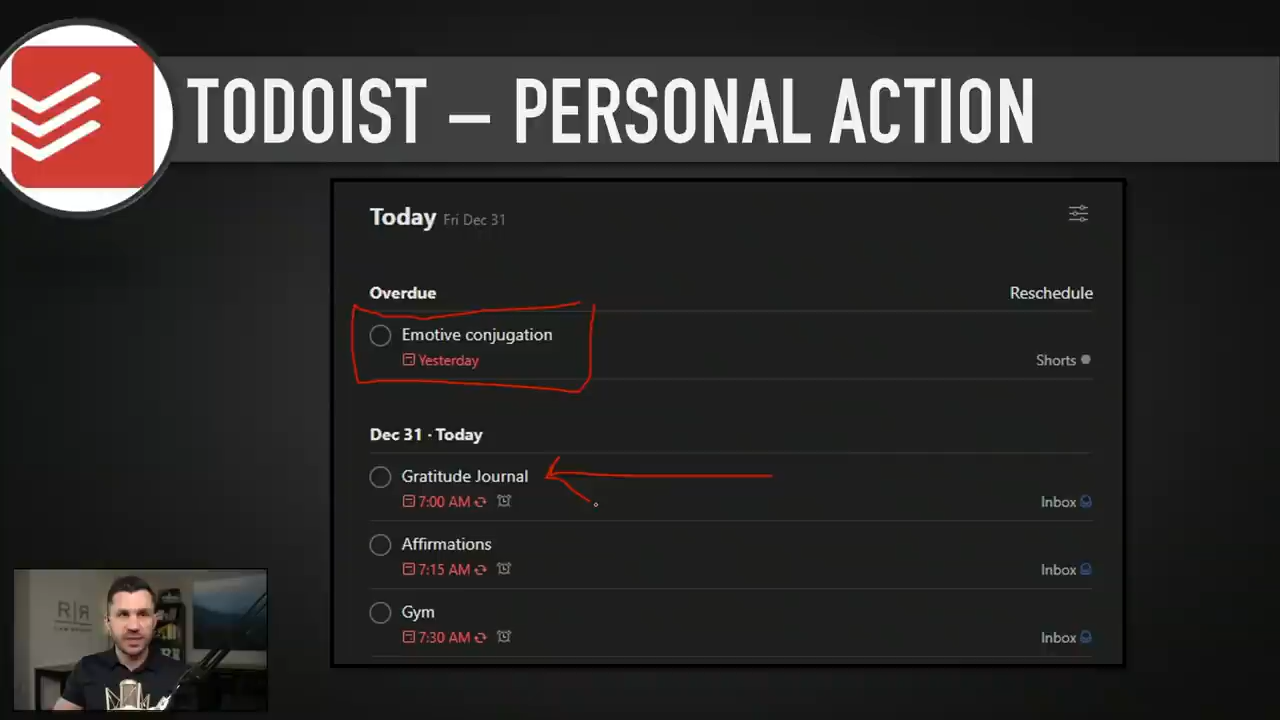 TODOIST – PERSONAL ACTION
Today Fri Dec 31
Overdue Reschedule
Emotive conjugation
Yesterday Shorts
Dec 31 · Today
Gratitude Journal
7:00 AM Inbox
Affirmations
7:15 AM Inbox
Gym
7:30 AM Inbox
R|R